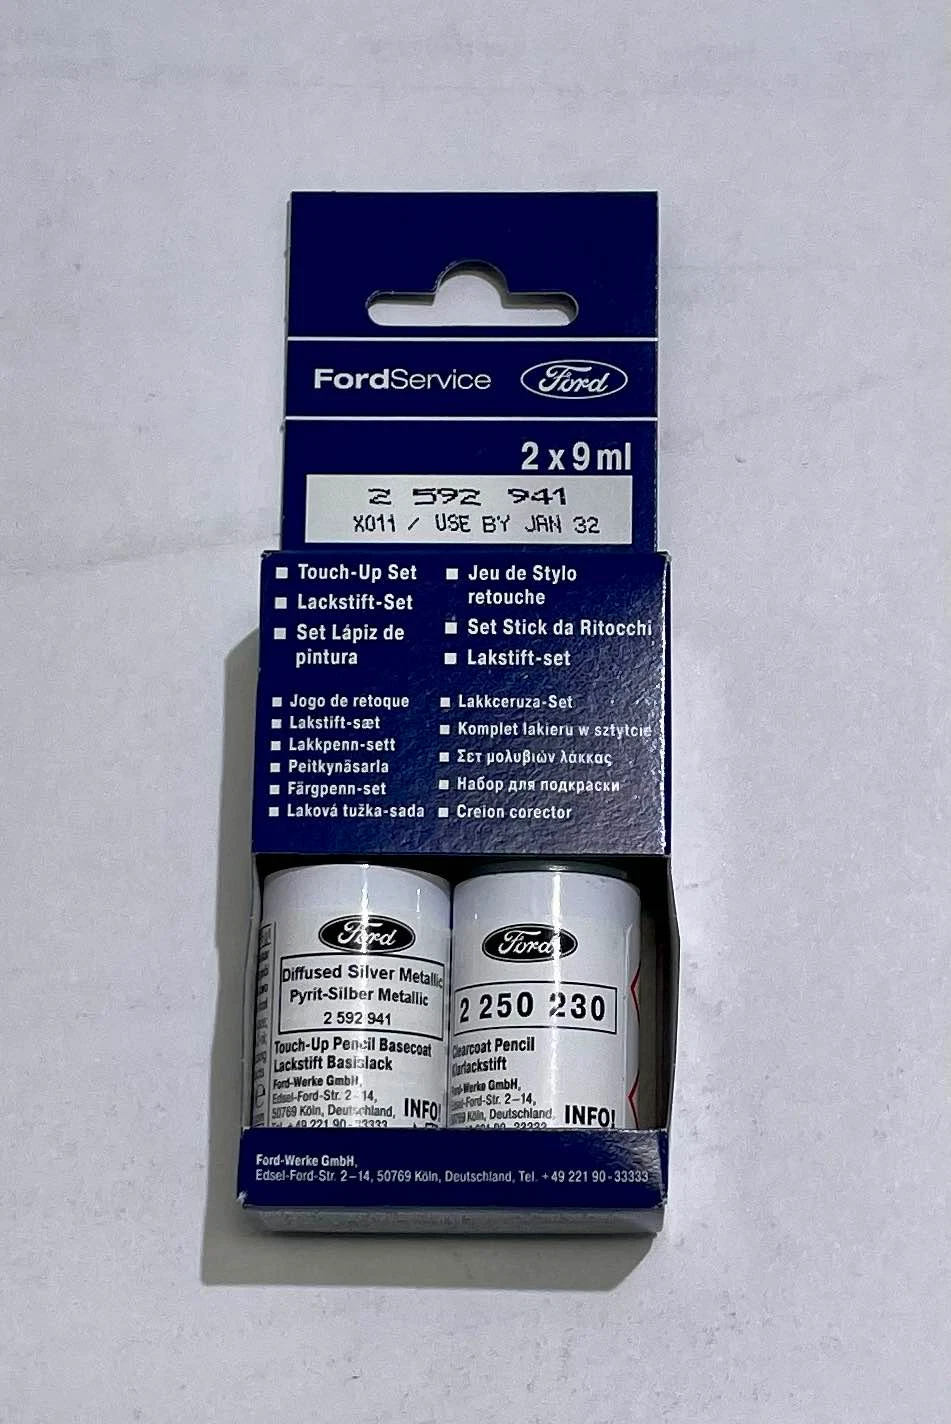 FordService Ford
2 x 9 ml
2 592 941
X011 / USE BY JAN 32
Touch-Up Set
Lackstift-Set
Set Lápiz de
pintura
Jeu de Stylo
retouche
Set Stick da Ritocchi
Lakstift-set
Jogo de retoque
Lakstift-sæt
Lakkpenn-sett
Peitkynäsarla
Färgpenn-set
Laková tužka-sada
Lakkceruza-Set
Komplet lakieru w sztyfcie
Σετ μολυβιών λάκκας
Набор для подкраски
Creion corector
Ford
Diffused Silver Metallic
Pyrit-Silber Metallic
2 592 941
Touch-Up Pencil Basecoat
Lackstift Basislack
Ford-Werke GmbH,
Edsel-Ford-Str. 2–14,
50769 Köln, Deutschland,
Tel. +49 221 90-33333
INFO!
Ford
2 250 230
Clearcoat Pencil
Klarlackstift
Ford-Werke GmbH,
Edsel-Ford-Str. 2–14,
50769 Köln, Deutschland,
INFO!
Ford-Werke GmbH,
Edsel-Ford-Str. 2–14, 50769 Köln, Deutschland, Tel. +49 221 90-33333